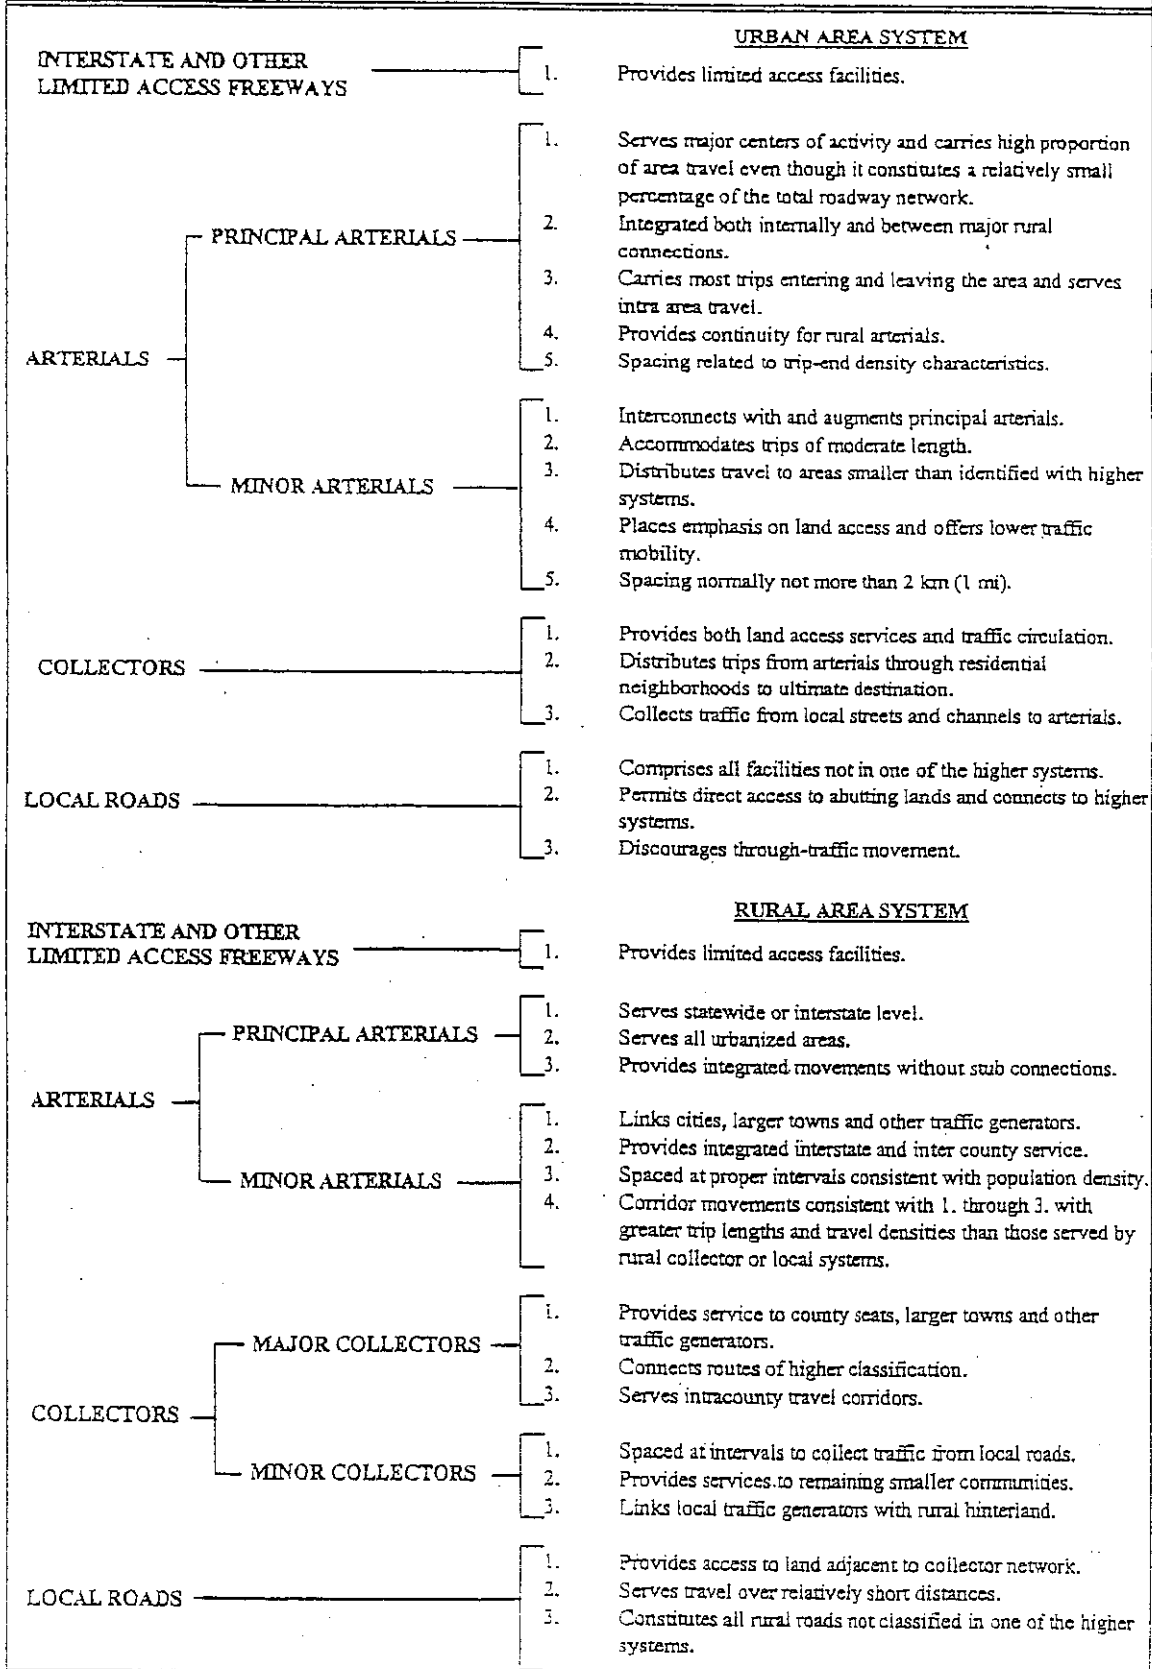 URBAN AREA SYSTEM
INTERSTATE AND OTHER
LIMITED ACCESS FREEWAYS
1. Provides limited access facilities.
ARTERIALS
PRINCIPAL ARTERIALS
1. Serves major centers of activity and carries high proportion
of area travel even though it constitutes a relatively small
percentage of the total roadway network.
2. Integrated both internally and between major rural
connections.
3. Carries most trips entering and leaving the area and serves
intra area travel.
4. Provides continuity for rural arterials.
5. Spacing related to trip-end density characteristics.
MINOR ARTERIALS
1. Interconnects with and augments principal arterials.
2. Accommodates trips of moderate length.
3. Distributes travel to areas smaller than identified with higher
systems.
4. Places emphasis on land access and offers lower traffic
mobility.
5. Spacing normally not more than 2 km (1 mi).
COLLECTORS
1. Provides both land access services and traffic circulation.
2. Distributes trips from arterials through residential
neighborhoods to ultimate destination.
3. Collects traffic from local streets and channels to arterials.
LOCAL ROADS
1. Comprises all facilities not in one of the higher systems.
2. Permits direct access to abutting lands and connects to higher
systems.
3. Discourages through-traffic movement.
RURAL AREA SYSTEM
INTERSTATE AND OTHER
LIMITED ACCESS FREEWAYS
1. Provides limited access facilities.
ARTERIALS
PRINCIPAL ARTERIALS
1. Serves statewide or interstate level.
2. Serves all urbanized areas.
3. Provides integrated movements without stub connections.
MINOR ARTERIALS
1. Links cities, larger towns and other traffic generators.
2. Provides integrated interstate and inter county service.
3. Spaced at proper intervals consistent with population density.
4. Corridor movements consistent with 1. through 3. with
greater trip lengths and travel densities than those served by
rural collector or local systems.
COLLECTORS
MAJOR COLLECTORS
1. Provides service to county seats, larger towns and other
traffic generators.
2. Connects routes of higher classification.
3. Serves intracounty travel corridors.
MINOR COLLECTORS
1. Spaced at intervals to collect traffic from local roads.
2. Provides services to remaining smaller communities.
3. Links local traffic generators with rural hinterland.
LOCAL ROADS
1. Provides access to land adjacent to collector network.
2. Serves travel over relatively short distances.
3. Constitutes all rural roads not classified in one of the higher
systems.